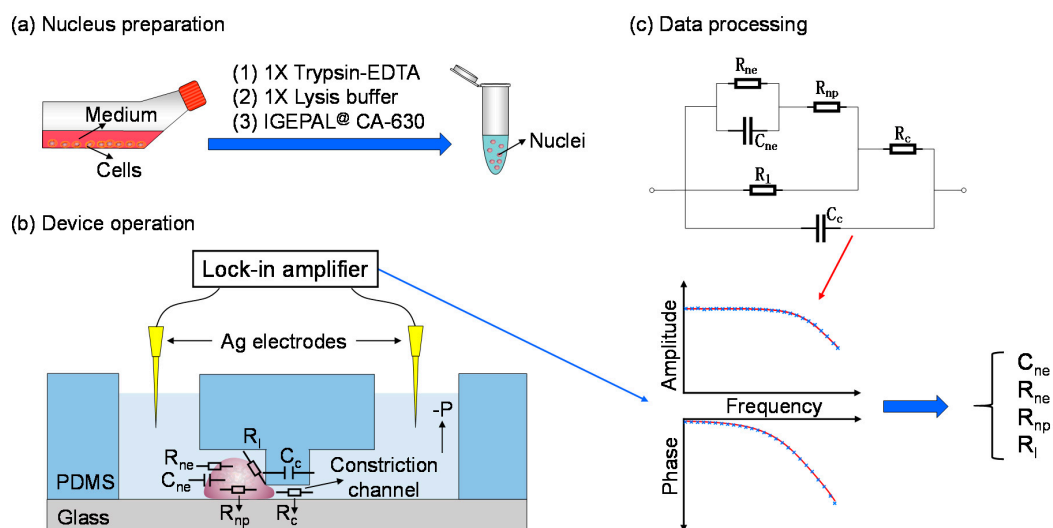 (a) Nucleus preparation
(1) 1X Trypsin-EDTA
(2) 1X Lysis buffer
(3) IGEPAL@ CA-630
Medium
Cells
Nuclei
(b) Device operation
Lock-in amplifier
Ag electrodes
-P
PDMS
Rne
Cne
Rl
Cc
Constriction
channel
Rnp
Rc
Glass
(c) Data processing
Rne
Rnp
Cne
Rc
Rl
Cc
Amplitude
Frequency
Phase
Cne
Rne
Rnp
Rl